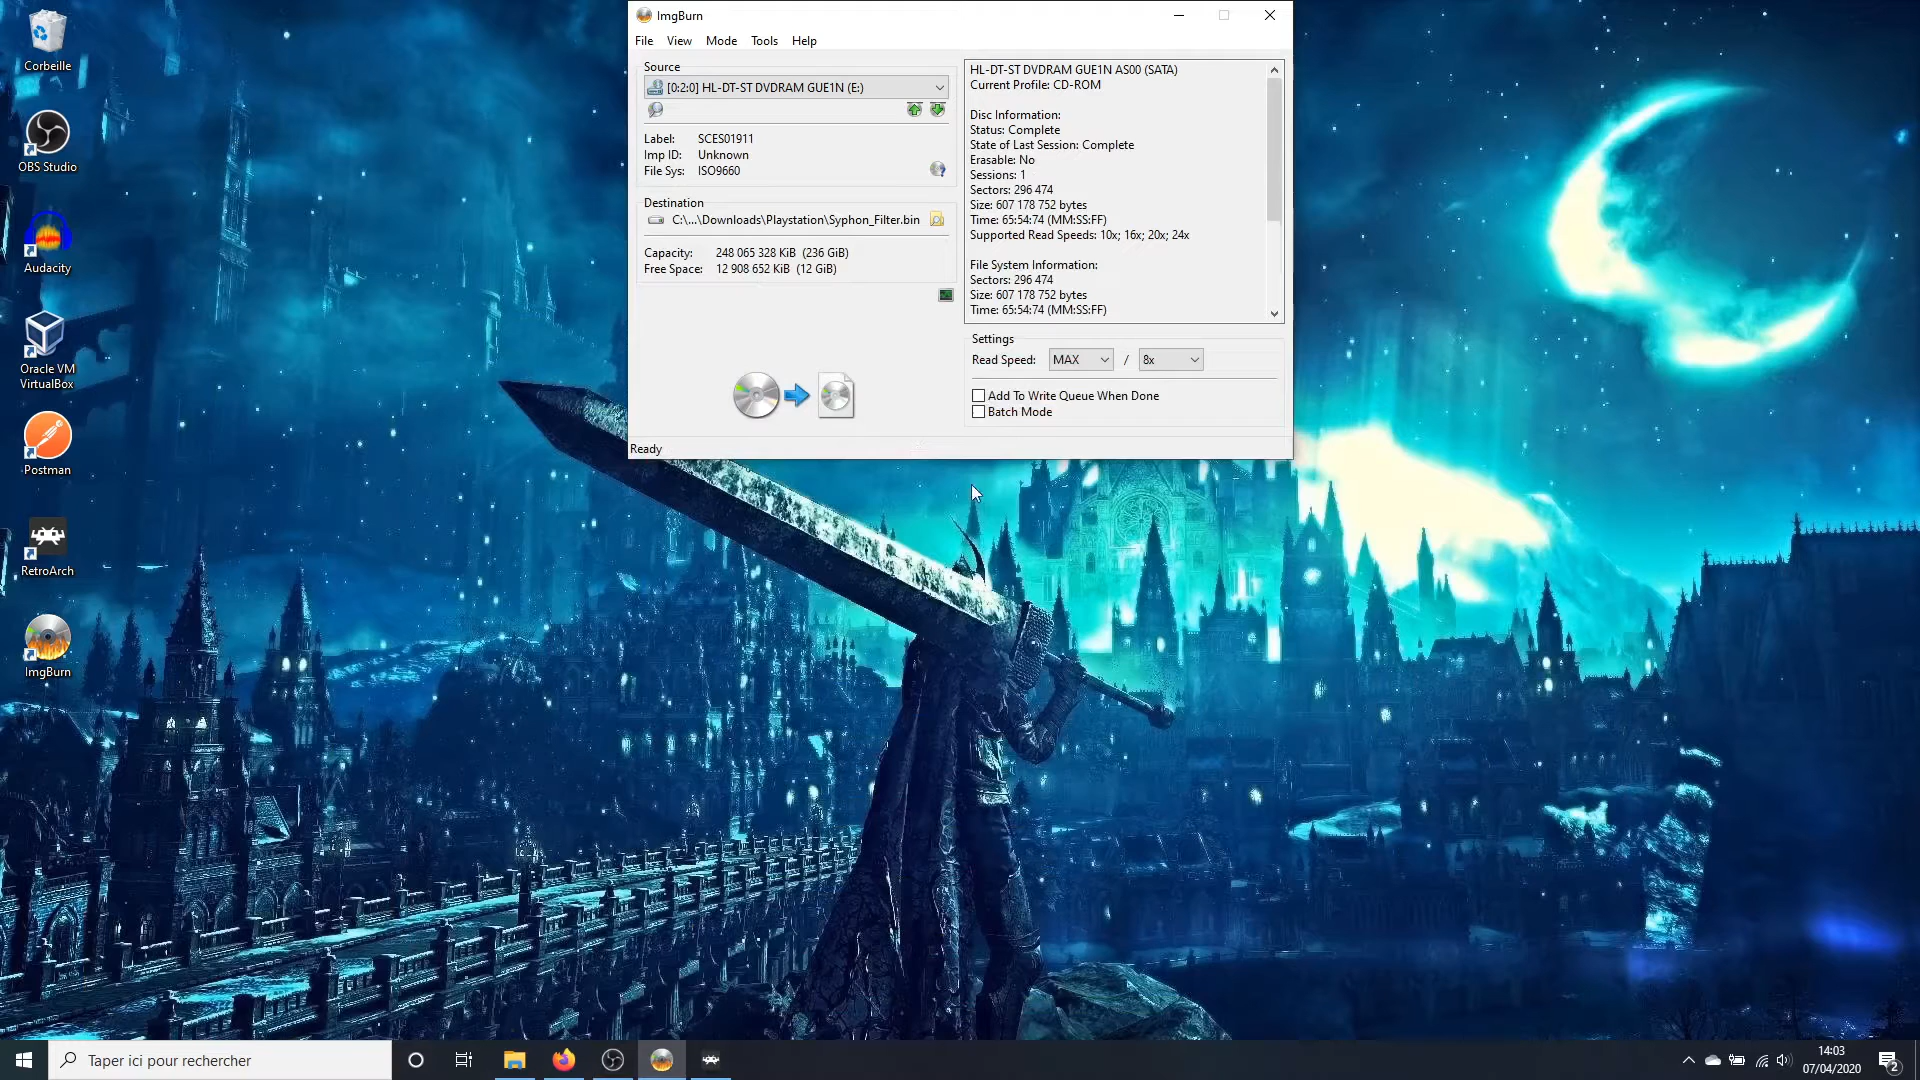 Corbeille
OBS Studio
Audacity
Oracle VM
VirtualBox
Postman
RetroArch
ImgBurn
ImgBurn
File View Mode Tools Help
Source
[0:2:0] HL-DT-ST DVDRAM GUE1N (E:)
Label: SCES01911
Imp ID: Unknown
File Sys: ISO9660
Destination
C:\...\Downloads\Playstation\Syphon_Filter.bin
Capacity: 248 065 328 KiB (236 GiB)
Free Space: 12 908 652 KiB (12 GiB)
HL-DT-ST DVDRAM GUE1N AS00 (SATA)
Current Profile: CD-ROM
Disc Information:
Status: Complete
State of Last Session: Complete
Erasable: No
Sessions: 1
Sectors: 296 474
Size: 607 178 752 bytes
Time: 65:54:74 (MM:SS:FF)
Supported Read Speeds: 10x; 16x; 20x; 24x
File System Information:
Sectors: 296 474
Size: 607 178 752 bytes
Time: 65:54:74 (MM:SS:FF)
Settings
Read Speed: MAX / 8x
Add To Write Queue When Done
Batch Mode
Ready
Taper ici pour rechercher
14:03
07/04/2020
2